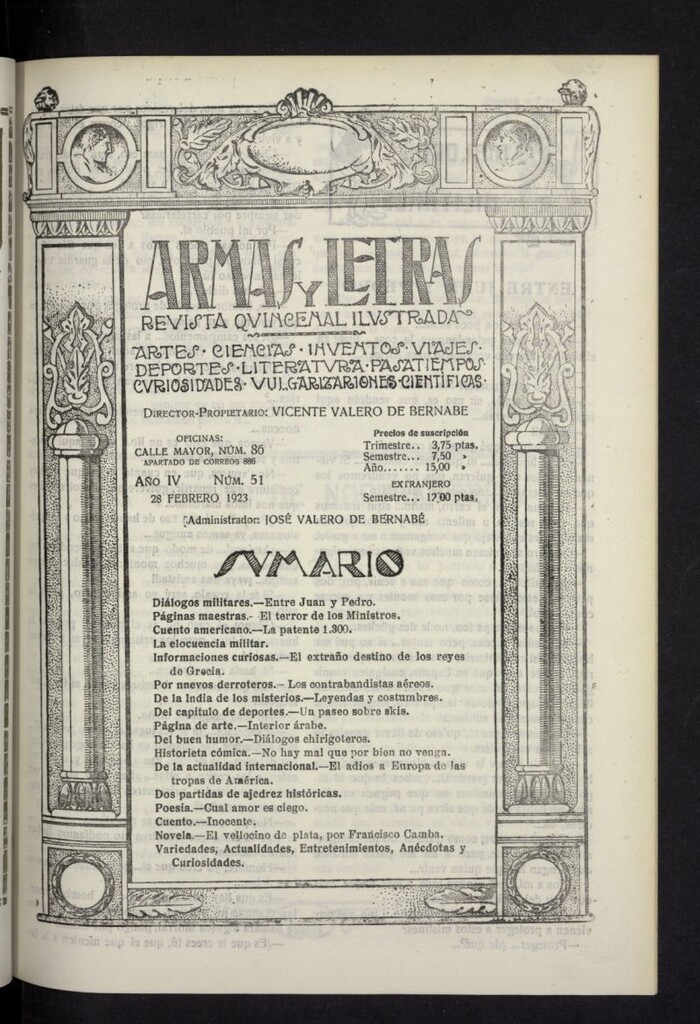 ARMAS Y LETRAS
REVISTA QVINCENAL ILVSTRADA
ARTES · CIENCIAS · INVENTOS · VIAJES ·
DEPORTES · LITERATVRA · PASATIEMPOS
CVRIOSIDADES · VULGARIZARIONES CIENTÍFICAS ·
Director-Propietario: VICENTE VALERO DE BERNABE
OFICINAS:
CALLE MAYOR, NÚM. 86
APARTADO DE CORREOS 886
Año IV Núm. 51
28 FEBRERO 1923
Precios de suscripción
Trimestre.. 3,75 ptas.
Semestre... 7,50 »
Año....... 15,00 »
EXTRANJERO
Semestre... 12,00 ptas.
Administrador: JOSÉ VALERO DE BERNABÉ
SVMARIO
Diálogos militares.—Entre Juan y Pedro.
Páginas maestras.- El terror de los Ministros.
Cuento americano.—La patente 1.300.
La elocuencia militar.
Informaciones curiosas.—El extraño destino de los reyes
de Grecia.
Por nnevos derroteros.— Los contrabandistas aéreos.
De la India de los misterios.—Leyendas y costumbres.
Del capítulo de deportes.—Un paseo sobre skis.
Página de arte.—Interior árabe.
Del buen humor.—Diálogos chirigoteros.
Historieta cómica.—No hay mal que por bien no venga.
De la actualidad internacional.—El adios a Europa de las
tropas de América.
Dos partidas de ajedrez históricas.
Poesía.—Cual amor es ciego.
Cuento.—Inocente.
Novela.—El vellocino de plata, por Francisco Camba.
Variedades, Actualidades, Entretenimientos, Anécdotas y
Curiosidades.